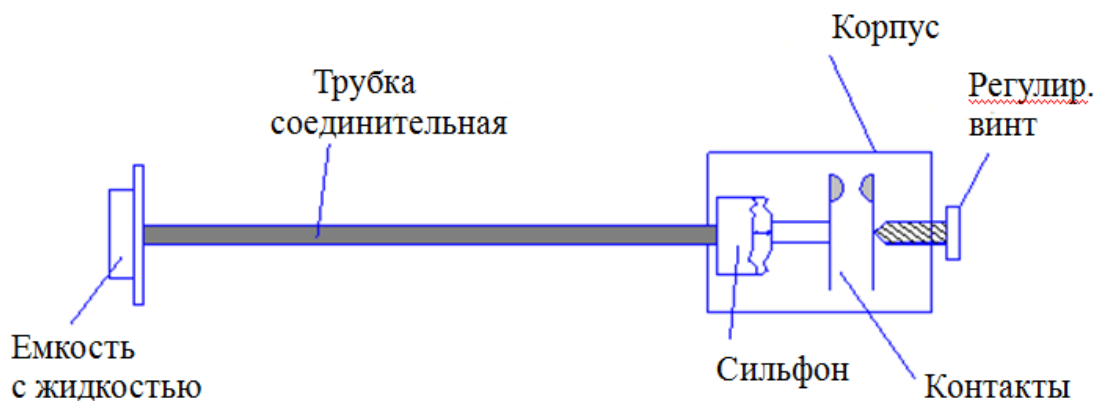 Корпус
Трубка
соединительная
Регулир.
винт
Емкость
с жидкостью
Сильфон
Контакты